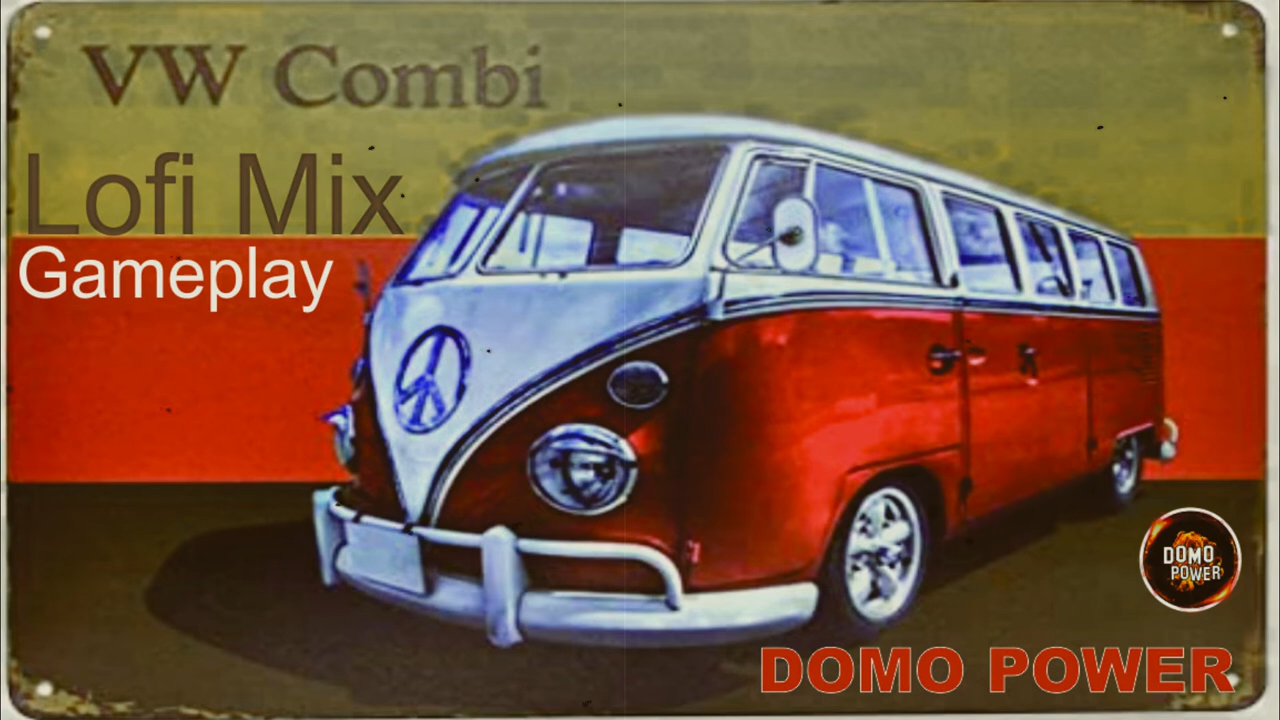 VW Combi
Lofi Mix
Gameplay
DOMO
POWER
DOMO POWER